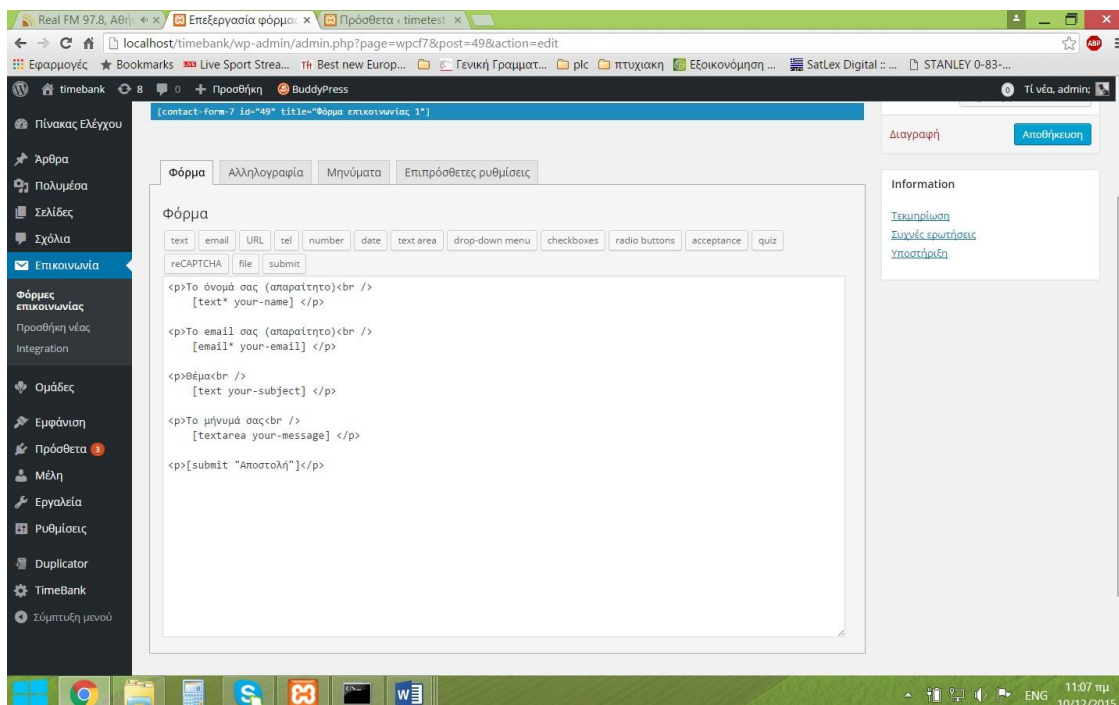 Real FM 97.8, Αθή
Επεξεργασία φόρμας
Πρόσθετα ‹ timetest
localhost/timebank/wp-admin/admin.php?page=wpcf7&post=49&action=edit
ABP
Εφαρμογές Bookmarks Live Sport Strea... Best new Europ... Γενική Γραμματ... plc πτυχιακη Εξοικονόμηση ... SatLex Digital :: ... STANLEY 0-83-...
timebank 8 0 + Προσθήκη BuddyPress 0 Τί νέα, admin;
Πίνακας Ελέγχου
Άρθρα
Πολυμέσα
Σελίδες
Σχόλια
Επικοινωνία
Φόρμες
επικοινωνίας
Προσθήκη νέας
Integration
Ομάδες
Εμφάνιση
Πρόσθετα 3
Μέλη
Εργαλεία
Ρυθμίσεις
Duplicator
TimeBank
Σύμπτυξη μενού
[contact-form-7 id="49" title="Φόρμα επικοινωνίας 1"]
Φόρμα Αλληλογραφία Μηνύματα Επιπρόσθετες ρυθμίσεις
Φόρμα
text email URL tel number date text area drop-down menu checkboxes radio buttons acceptance quiz
reCAPTCHA file submit
<p>Το όνομά σας (απαραίτητο)<br />
[text* your-name] </p>
<p>Το email σας (απαραίτητο)<br />
[email* your-email] </p>
<p>Θέμα<br />
[text your-subject] </p>
<p>Το μήνυμά σας<br />
[textarea your-message] </p>
<p>[submit "Αποστολή"]</p>
Διαγραφή Αποθήκευση
Information
Τεκμηρίωση
Συχνές ερωτήσεις
Υποστήριξη
ENG 11:07 πμ
10/12/2015